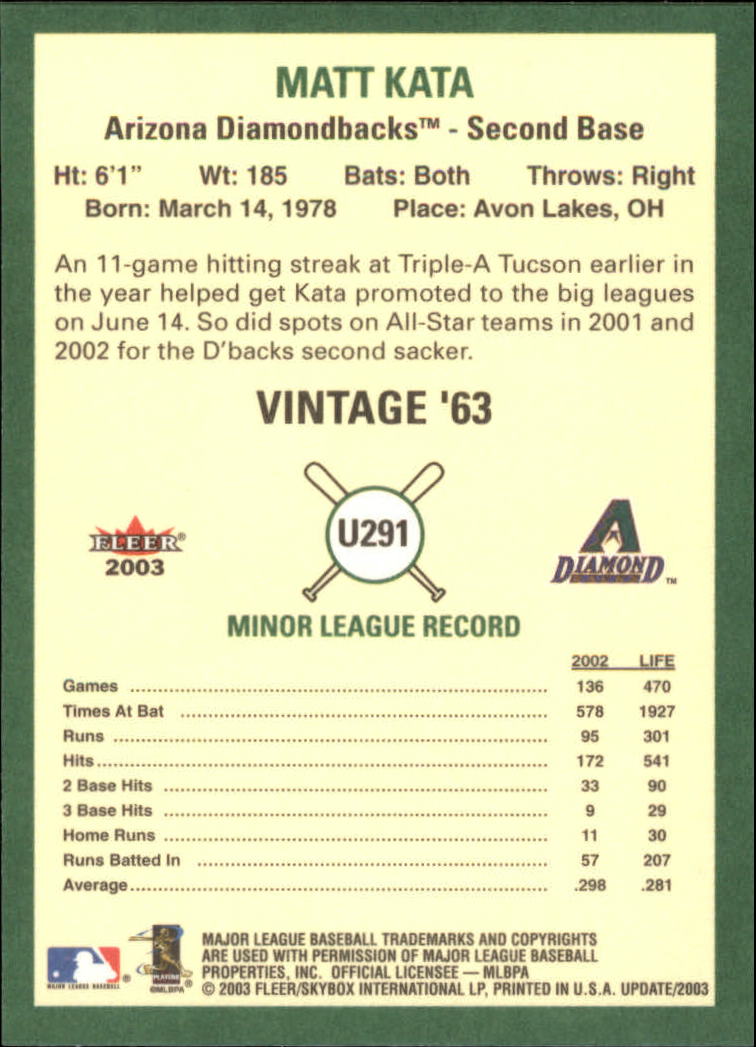 MATT KATA
Arizona Diamondbacks™ - Second Base
Ht: 6'1" Wt: 185 Bats: Both Throws: Right
Born: March 14, 1978 Place: Avon Lakes, OH
An 11-game hitting streak at Triple-A Tucson earlier in
the year helped get Kata promoted to the big leagues
on June 14. So did spots on All-Star teams in 2001 and
2002 for the D'backs second sacker.
VINTAGE '63
FLEER®
2003
U291
A
DIAMOND™
MINOR LEAGUE RECORD
2002 LIFE
Games 136 470
Times At Bat 578 1927
Runs 95 301
Hits 172 541
2 Base Hits 33 90
3 Base Hits 9 29
Home Runs 11 30
Runs Batted In 57 207
Average .298 .281
MAJOR LEAGUE BASEBALL®
PLAYERS
©MLBPA®
MAJOR LEAGUE BASEBALL TRADEMARKS AND COPYRIGHTS
ARE USED WITH PERMISSION OF MAJOR LEAGUE BASEBALL
PROPERTIES, INC. OFFICIAL LICENSEE — MLBPA
© 2003 FLEER/SKYBOX INTERNATIONAL LP, PRINTED IN U.S.A. UPDATE/2003